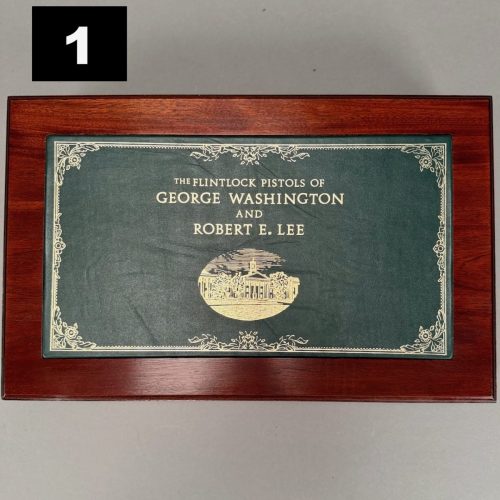 1
THE FLINTLOCK PISTOLS OF
GEORGE WASHINGTON
AND
ROBERT E. LEE